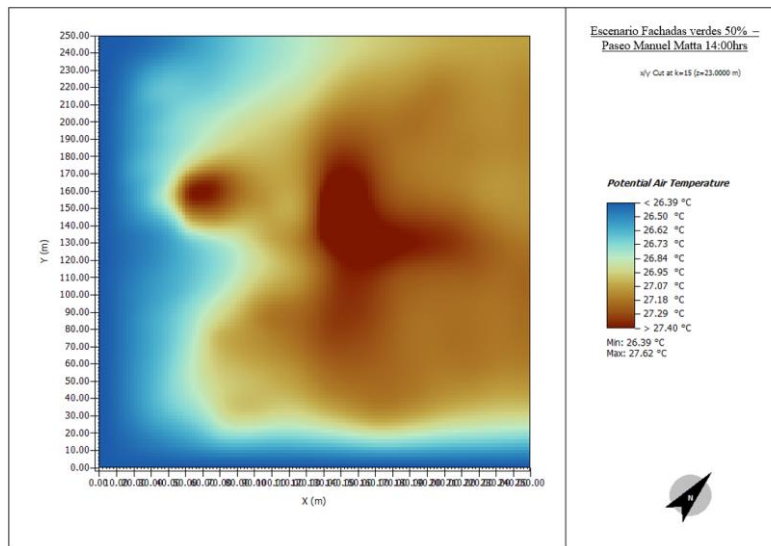 Escenario Fachadas verdes 50% –
Paseo Manuel Matta 14:00hrs
x/y Cut at k=15 (z=23.0000 m)
250.00
240.00
230.00
220.00
210.00
200.00
190.00
180.00
170.00
160.00
150.00
140.00
130.00
120.00
110.00
100.00
90.00
80.00
70.00
60.00
50.00
40.00
30.00
20.00
10.00
0.00
Y (m)
X (m)
Potential Air Temperature
< 26.39 °C
26.50 °C
26.62 °C
26.73 °C
26.84 °C
26.95 °C
27.07 °C
27.18 °C
27.29 °C
> 27.40 °C
Min: 26.39 °C
Max: 27.62 °C
N